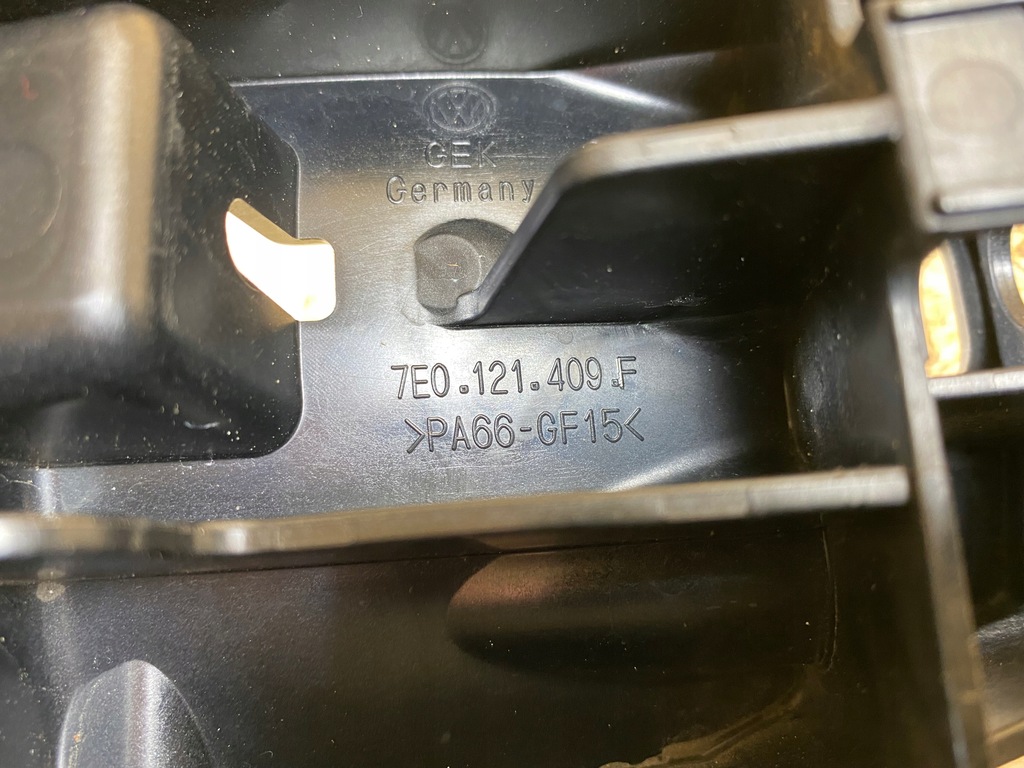 GEK
Germany
7E0.121.409.F
>PA66-GF15<